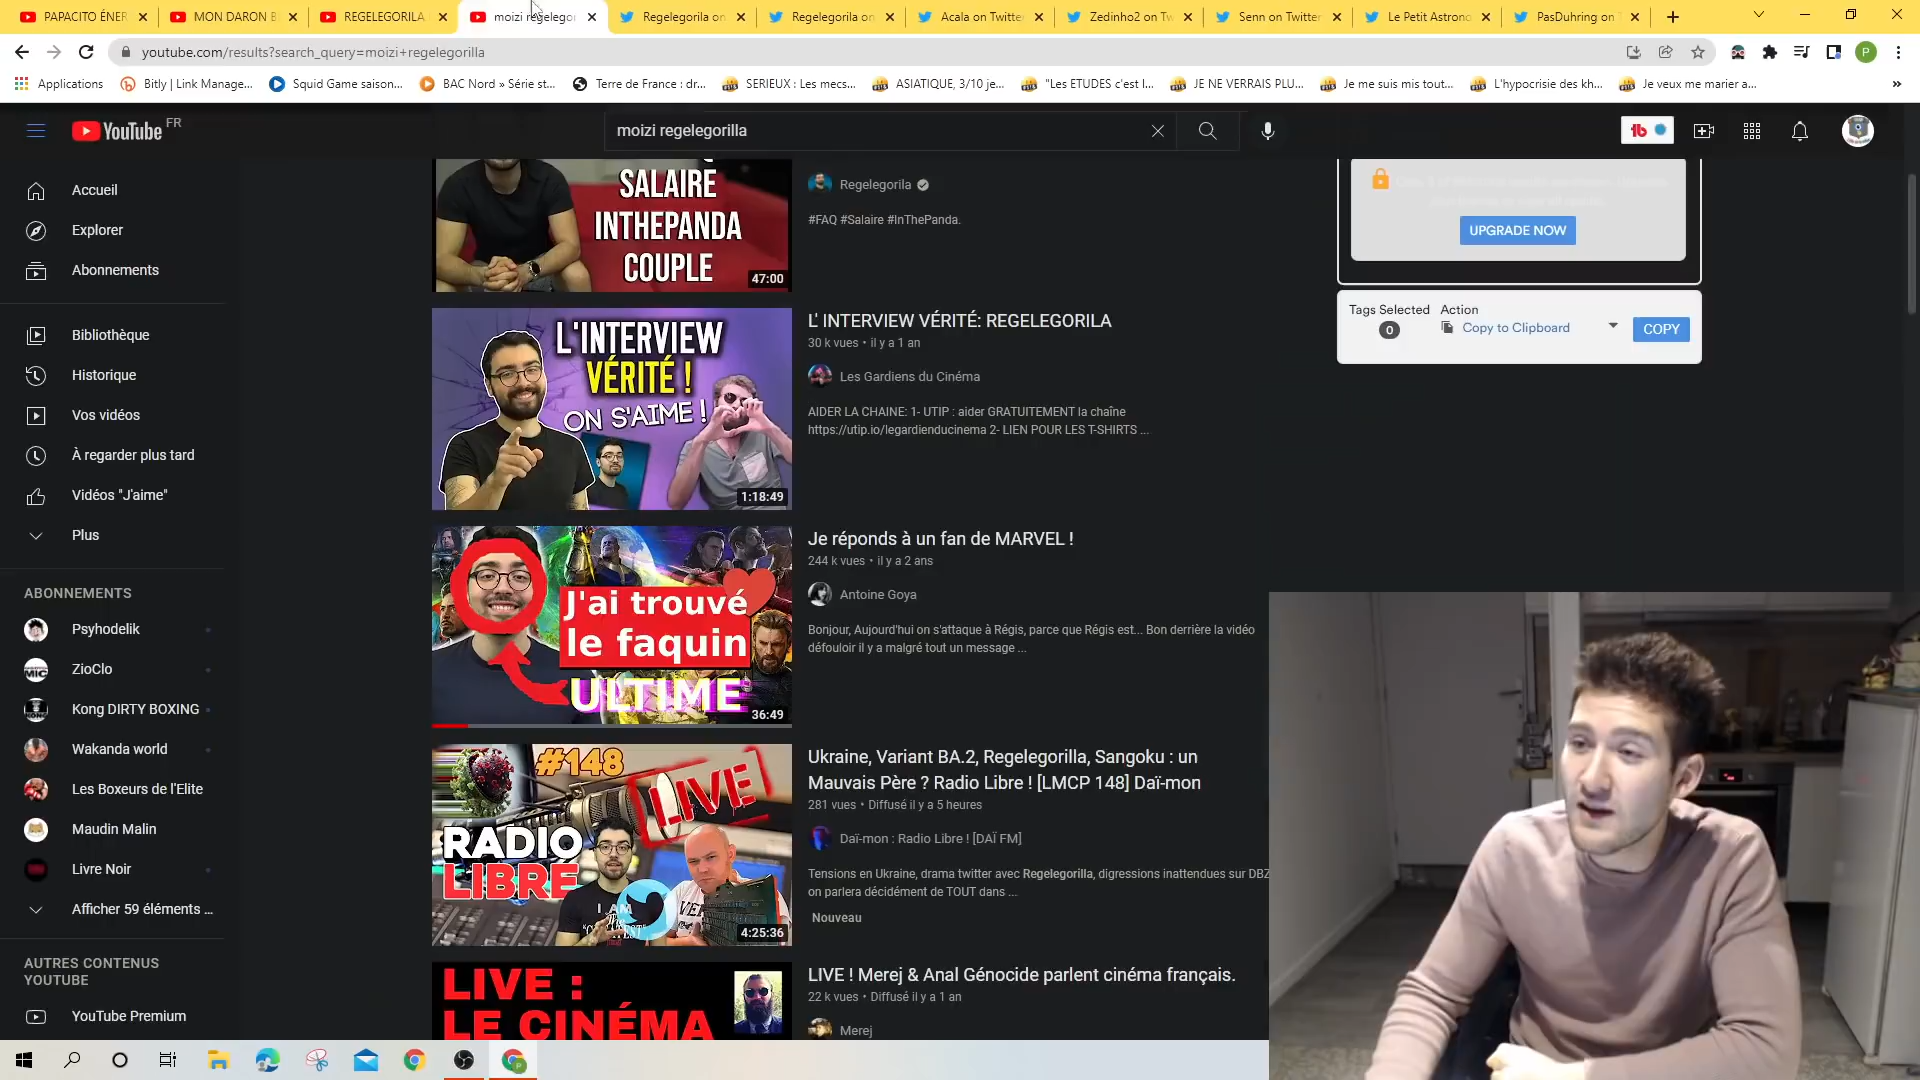 PAPACITO ÉNER
MON DARON B
REGELEGORILA
moizi regelegor
Regelegorila on
Regelegorila on
Acala on Twitte
Zedinho2 on Tw
Senn on Twitter
Le Petit Astrono
PasDuhring on
youtube.com/results?search_query=moizi+regelegorilla
P
Applications
Bitly | Link Manage...
Squid Game saison...
BAC Nord » Série st...
Terre de France : dr...
SERIEUX : Les mecs...
ASIATIQUE, 3/10 je...
"Les ETUDES c'est l...
JE NE VERRAIS PLU...
Je me suis mis tout...
L'hypocrisie des kh...
Je veux me marier a...
YouTube FR
moizi regelegorilla
Accueil
Explorer
Abonnements
Bibliothèque
Historique
Vos vidéos
À regarder plus tard
Vidéos "J'aime"
Plus
ABONNEMENTS
Psyhodelik
ZioClo
Kong DIRTY BOXING
Wakanda world
Les Boxeurs de l'Elite
Maudin Malin
Livre Noir
Afficher 59 éléments ...
AUTRES CONTENUS
YOUTUBE
YouTube Premium
SALAIRE
INTHEPANDA
COUPLE
47:00
Regelegorila
#FAQ #Salaire #InThePanda.
L'INTERVIEW
VÉRITÉ !
ON S'AIME !
1:18:49
L' INTERVIEW VÉRITÉ: REGELEGORILA
30 k vues • il y a 1 an
Les Gardiens du Cinéma
AIDER LA CHAINE: 1- UTIP : aider GRATUITEMENT la chaîne
https://utip.io/legardienducinema 2- LIEN POUR LES T-SHIRTS ...
J'ai trouvé
le faquin
ULTIME
36:49
Je réponds à un fan de MARVEL !
244 k vues • il y a 2 ans
Antoine Goya
Bonjour, Aujourd'hui on s'attaque à Régis, parce que Régis est... Bon derrière la vidéo
défouloir il y a malgré tout un message ...
#148
LIVE
RADIO
LIBRE
I AM
4:25:36
Ukraine, Variant BA.2, Regelegorilla, Sangoku : un
Mauvais Père ? Radio Libre ! [LMCP 148] Daï-mon
281 vues • Diffusé il y a 5 heures
Daï-mon : Radio Libre ! [DAÏ FM]
Tensions en Ukraine, drama twitter avec Regelegorilla, digressions inattendues sur DBZ
on parlera décidément de TOUT dans ...
Nouveau
LIVE :
LE CINÉMA
LIVE ! Merej & Anal Génocide parlent cinéma français.
22 k vues • Diffusé il y a 1 an
Merej
UPGRADE NOW
Tags Selected
0
Action
Copy to Clipboard
COPY